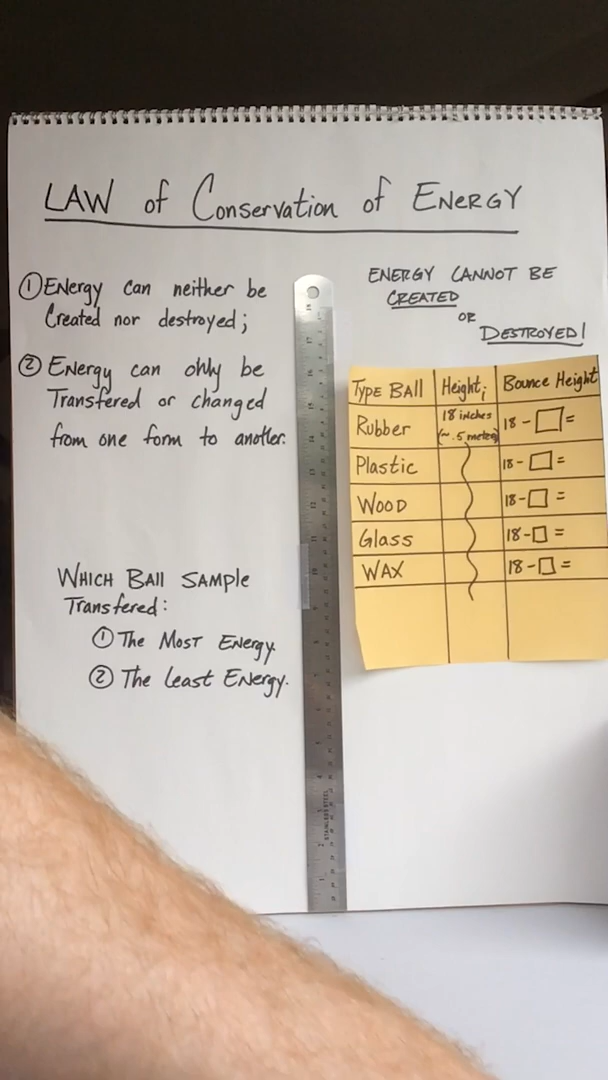 LAW of Conservation of ENERGY
① ENergy can neither be
Created nor destroyed;
② Energy can only be
Transfered or changed
from one form to another.
WHICH BALL SAMPLE
Transfered:
① The Most Energy.
② The Least Energy.
STAINLESS STEEL
ENERGY CANNOT BE
CREATED
OR
DESTROYED!
TYPE BALL Height; Bounce Height
Rubber 18 inches (~.5 meters) 18 - □ =
Plastic 18 - □ =
WOOD 18 - □ =
Glass 18 - □ =
WAX 18 - □ =